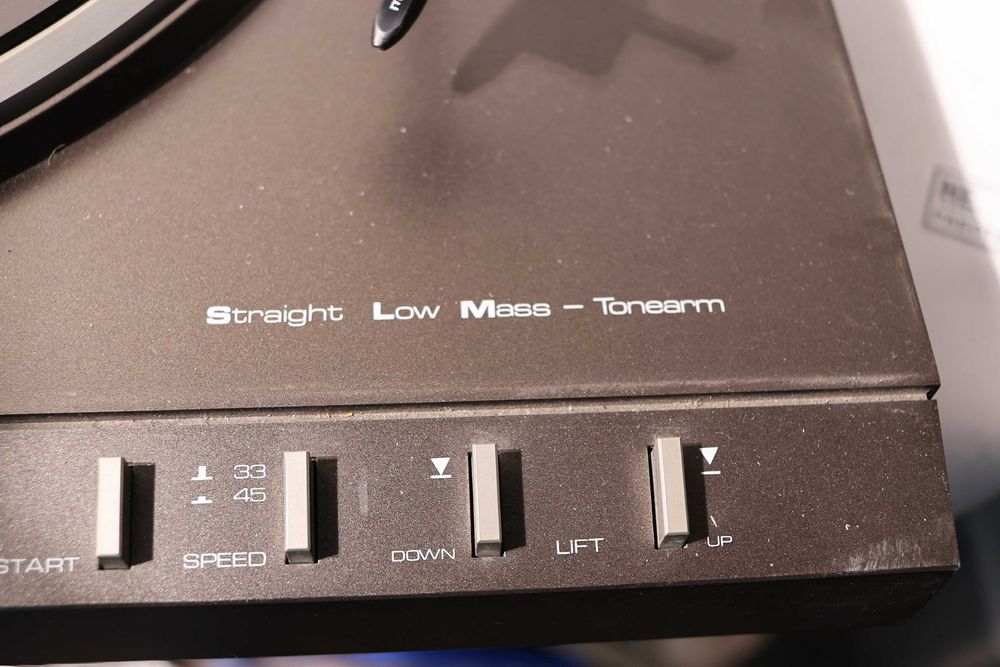 Straight Low Mass – Tonearm
33
45
START
SPEED
DOWN
LIFT
UP